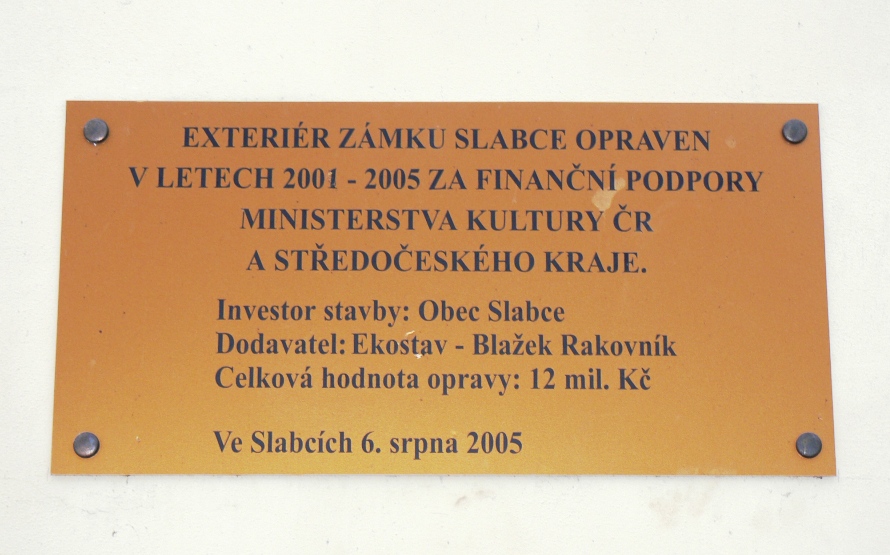 EXTERIÉR ZÁMKU SLABCE OPRAVEN
V LETECH 2001 - 2005 ZA FINANČNÍ PODPORY
MINISTERSTVA KULTURY ČR
A STŘEDOČESKÉHO KRAJE.
Investor stavby: Obec Slabce
Dodavatel: Ekostav - Blažek Rakovník
Celková hodnota opravy: 12 mil. Kč
Ve Slabcích 6. srpna 2005